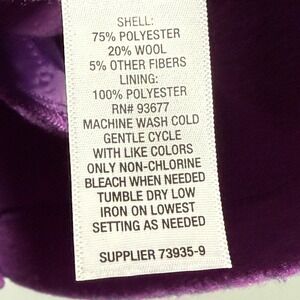 SHELL:
75% POLYESTER
20% WOOL
5% OTHER FIBERS
LINING:
100% POLYESTER
RN# 93677
MACHINE WASH COLD
GENTLE CYCLE
WITH LIKE COLORS
ONLY NON-CHLORINE
BLEACH WHEN NEEDED
TUMBLE DRY LOW
IRON ON LOWEST
SETTING AS NEEDED
SUPPLIER 73935-9